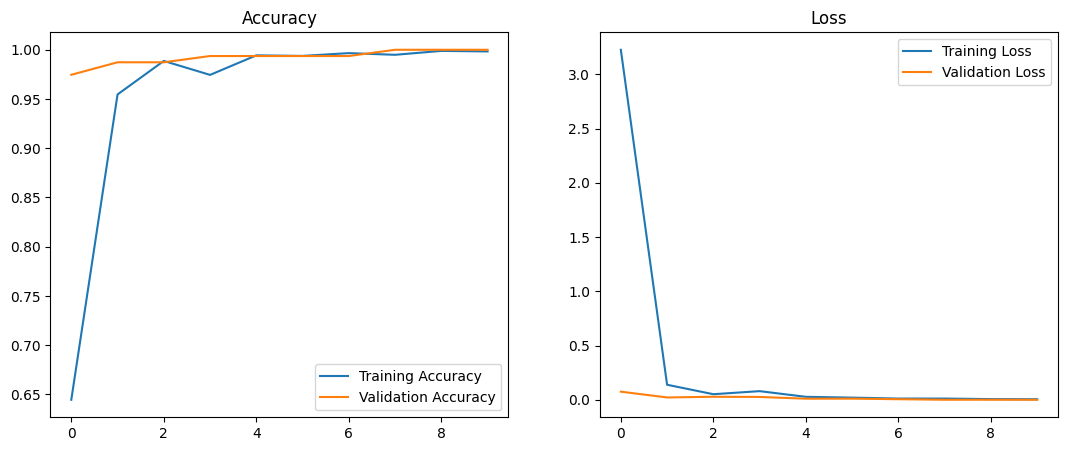 Accuracy
1.00
0.95
0.90
0.85
0.80
0.75
0.70
0.65
Training Accuracy
Validation Accuracy
0 2 4 6 8
Loss
Training Loss
Validation Loss
3.0
2.5
2.0
1.5
1.0
0.5
0.0
0 2 4 6 8